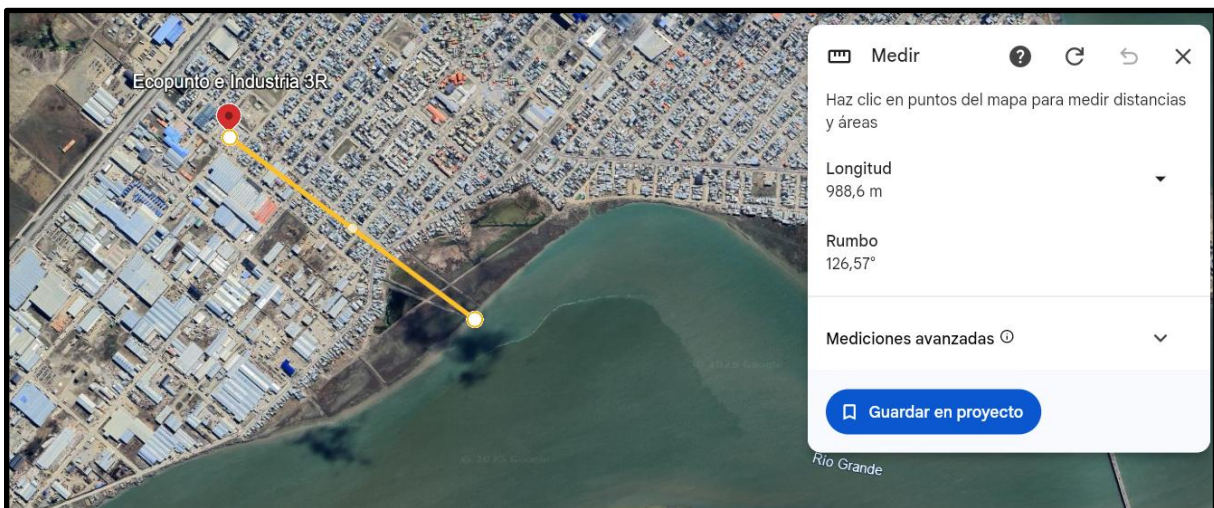 Ecopunto e Industria 3R
Medir
Haz clic en puntos del mapa para medir distancias
y áreas
Longitud
988,6 m
Rumbo
126,57°
Mediciones avanzadas
Guardar en proyecto
Rio Grande